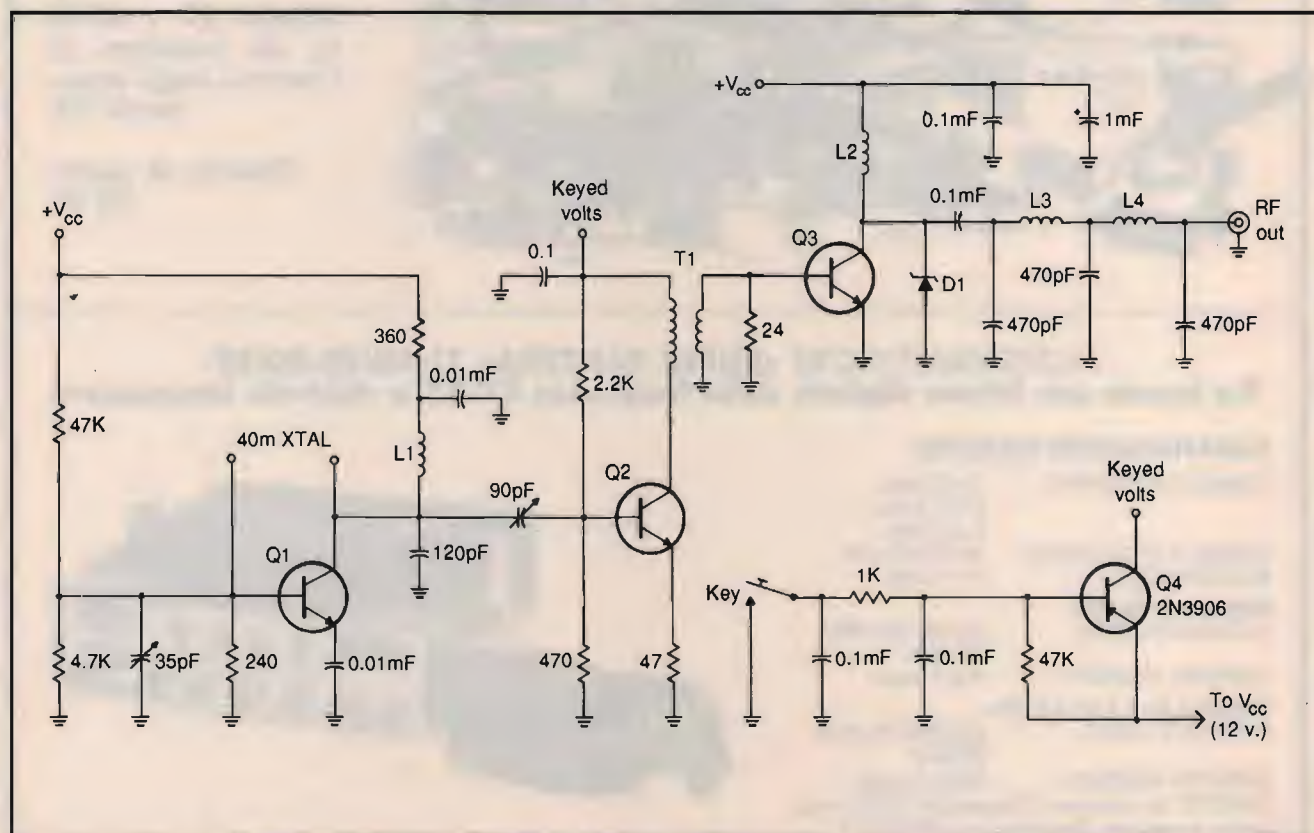 +Vcc
0.1mF
1mF
L2
Keyed
volts
+Vcc
0.1mF
L3
L4
RF
out
Q3
T1
0.1
D1
470pF
24
470pF
470pF
360
2.2K
0.01mF
47K
40m XTAL
L1
Q2
Keyed
volts
90pF
120pF
Q1
1K
Q4
2N3906
Key
4.7K
35pF
240
0.01mF
470
47
0.1mF
0.1mF
47K
To Vcc
(12 v.)